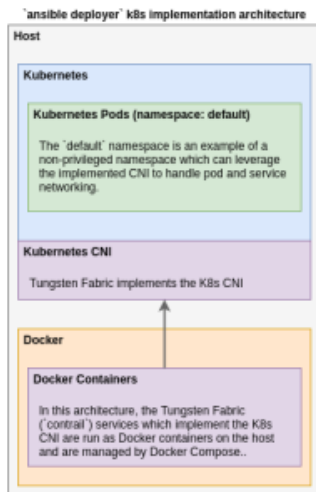 `ansible deployer` k8s implementation architecture
Host
Kubernetes
Kubernetes Pods (namespace: default)
The `default` namespace is an example of a
non-privileged namespace which can leverage
the implemented CNI to handle pod and service
networking.
Kubernetes CNI
Tungsten Fabric implements the K8s CNI
Docker
Docker Containers
In this architecture, the Tungsten Fabric
(`contrail`) services which implement the K8s
CNI are run as Docker containers on the host
and are managed by Docker Compose..